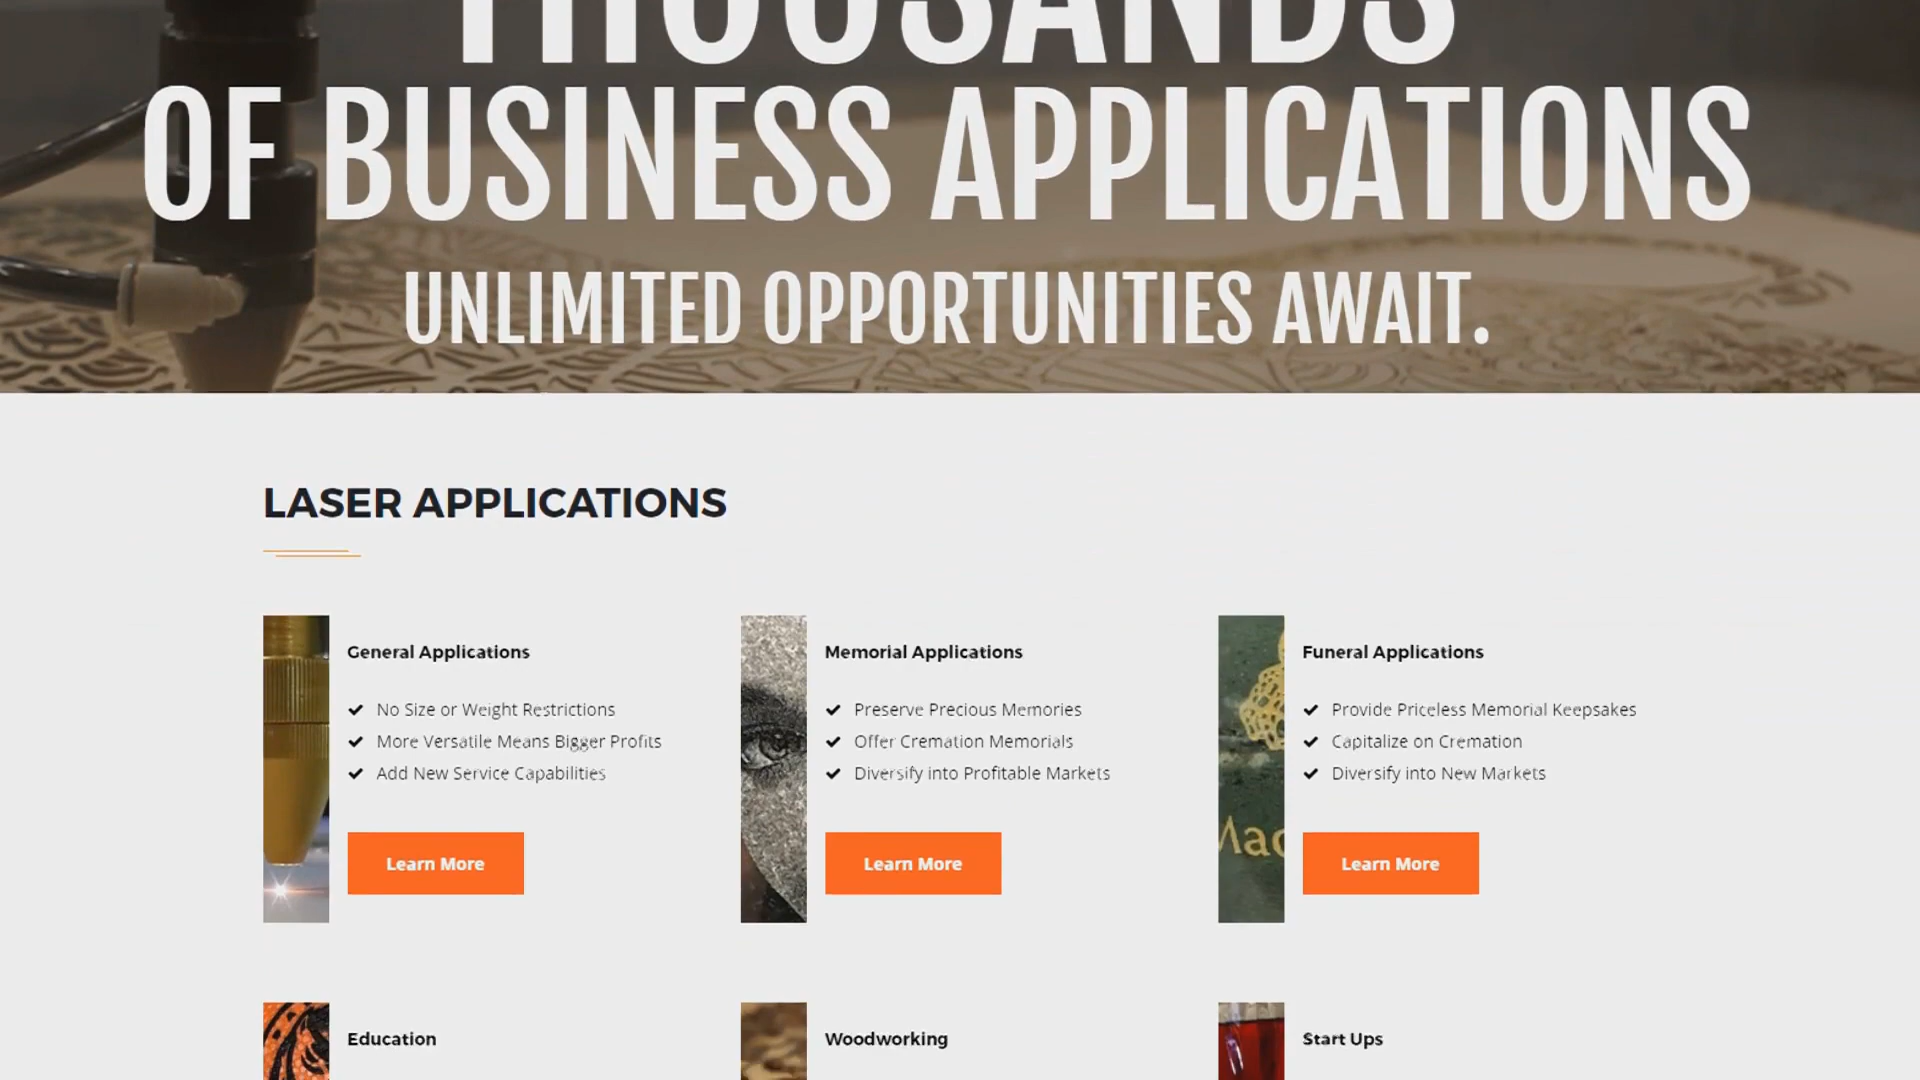 THOUSANDS
OF BUSINESS APPLICATIONS
UNLIMITED OPPORTUNITIES AWAIT.
LASER APPLICATIONS
General Applications
No Size or Weight Restrictions
More Versatile Means Bigger Profits
Add New Service Capabilities
Learn More
Memorial Applications
Preserve Precious Memories
Offer Cremation Memorials
Diversify into Profitable Markets
Learn More
Mac
Funeral Applications
Provide Priceless Memorial Keepsakes
Capitalize on Cremation
Diversify into New Markets
Learn More
Education
Woodworking
Start Ups